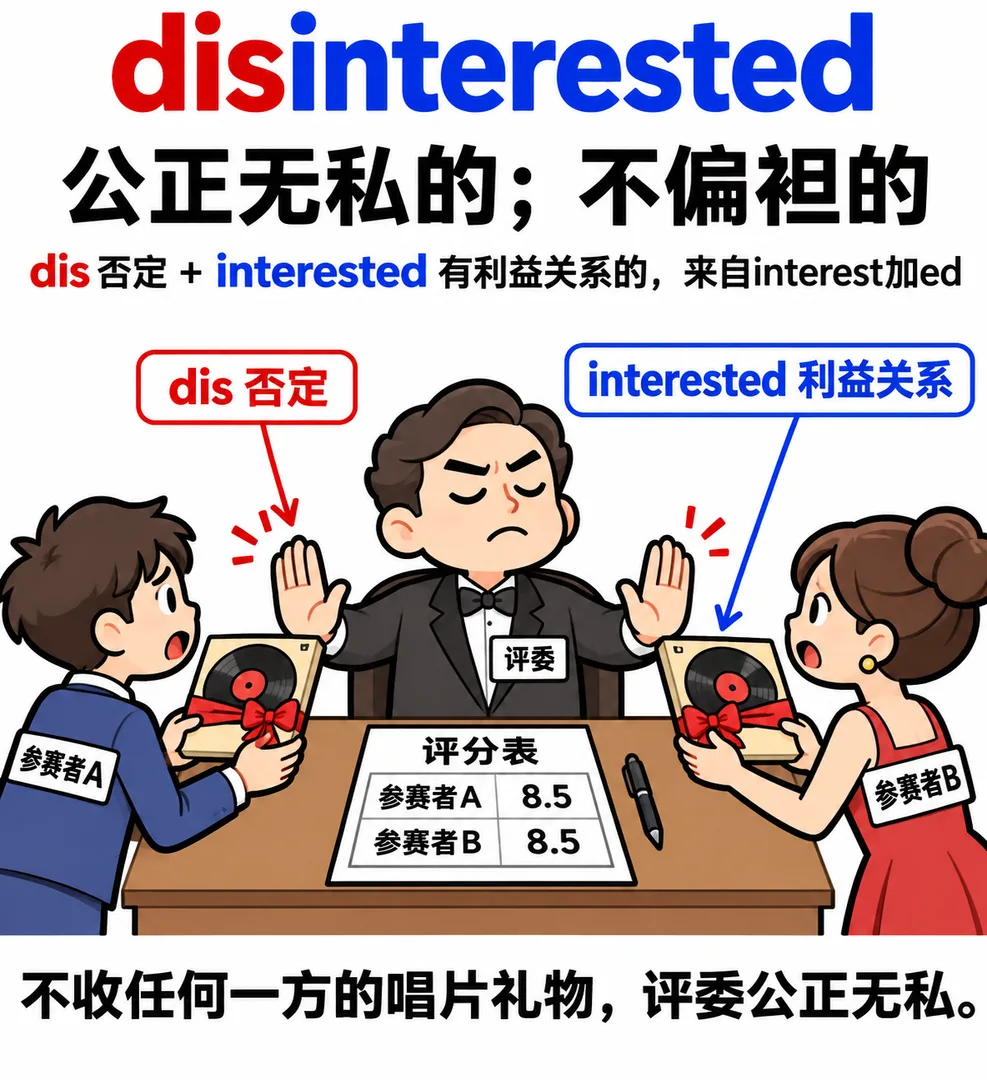 disinterested
公正无私的；不偏袒的
dis 否定 + interested 有利益关系的，来自interest加ed
dis 否定
interested 利益关系
评委
参赛者A
参赛者B
评分表
参赛者A 8.5
参赛者B 8.5
不收任何一方的唱片礼物，评委公正无私。